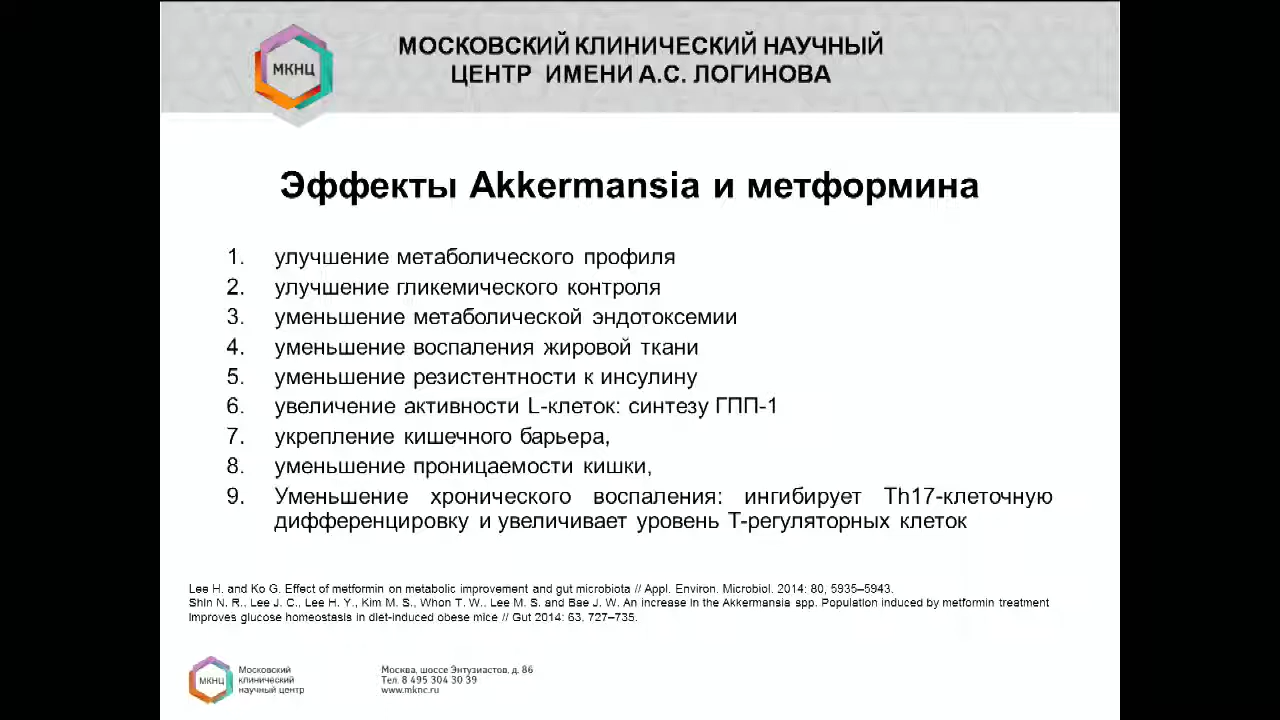 МКНЦ
МОСКОВСКИЙ КЛИНИЧЕСКИЙ НАУЧНЫЙ
ЦЕНТР ИМЕНИ А.С. ЛОГИНОВА
Эффекты Akkermansia и метформина
1. улучшение метаболического профиля
2. улучшение гликемического контроля
3. уменьшение метаболической эндотоксемии
4. уменьшение воспаления жировой ткани
5. уменьшение резистентности к инсулину
6. увеличение активности L-клеток: синтезу ГПП-1
7. укрепление кишечного барьера,
8. уменьшение проницаемости кишки,
9. Уменьшение хронического воспаления: ингибирует Th17-клеточную
дифференцировку и увеличивает уровень Т-регуляторных клеток
Lee H. and Ko G. Effect of metformin on metabolic improvement and gut microbiota // Appl. Environ. Microbiol. 2014: 80, 5935–5943.
Shin N. R., Lee J. C., Lee H. Y., Kim M. S., Whon T. W., Lee M. S. and Bae J. W. An increase in the Akkermansia spp. Population induced by metformin treatment
improves glucose homeostasis in diet-induced obese mice // Gut 2014: 63, 727–735.
МКНЦ
Московский
клинический
научный центр
Москва, шоссе Энтузиастов, д. 86
Тел. 8 495 304 30 39
www.mknc.ru